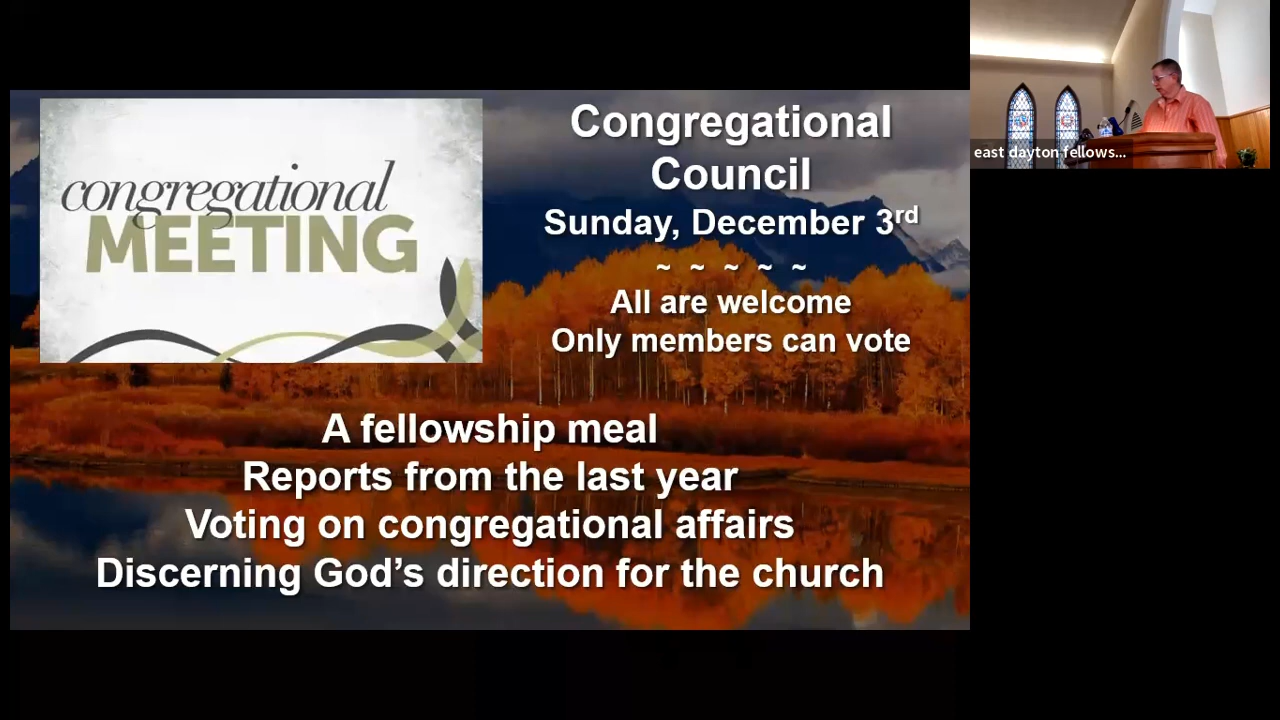 congregational
MEETING
Congregational
Council
Sunday, December 3rd
~ ~ ~ ~ ~
All are welcome
Only members can vote
A fellowship meal
Reports from the last year
Voting on congregational affairs
Discerning God’s direction for the church
east dayton fellows...